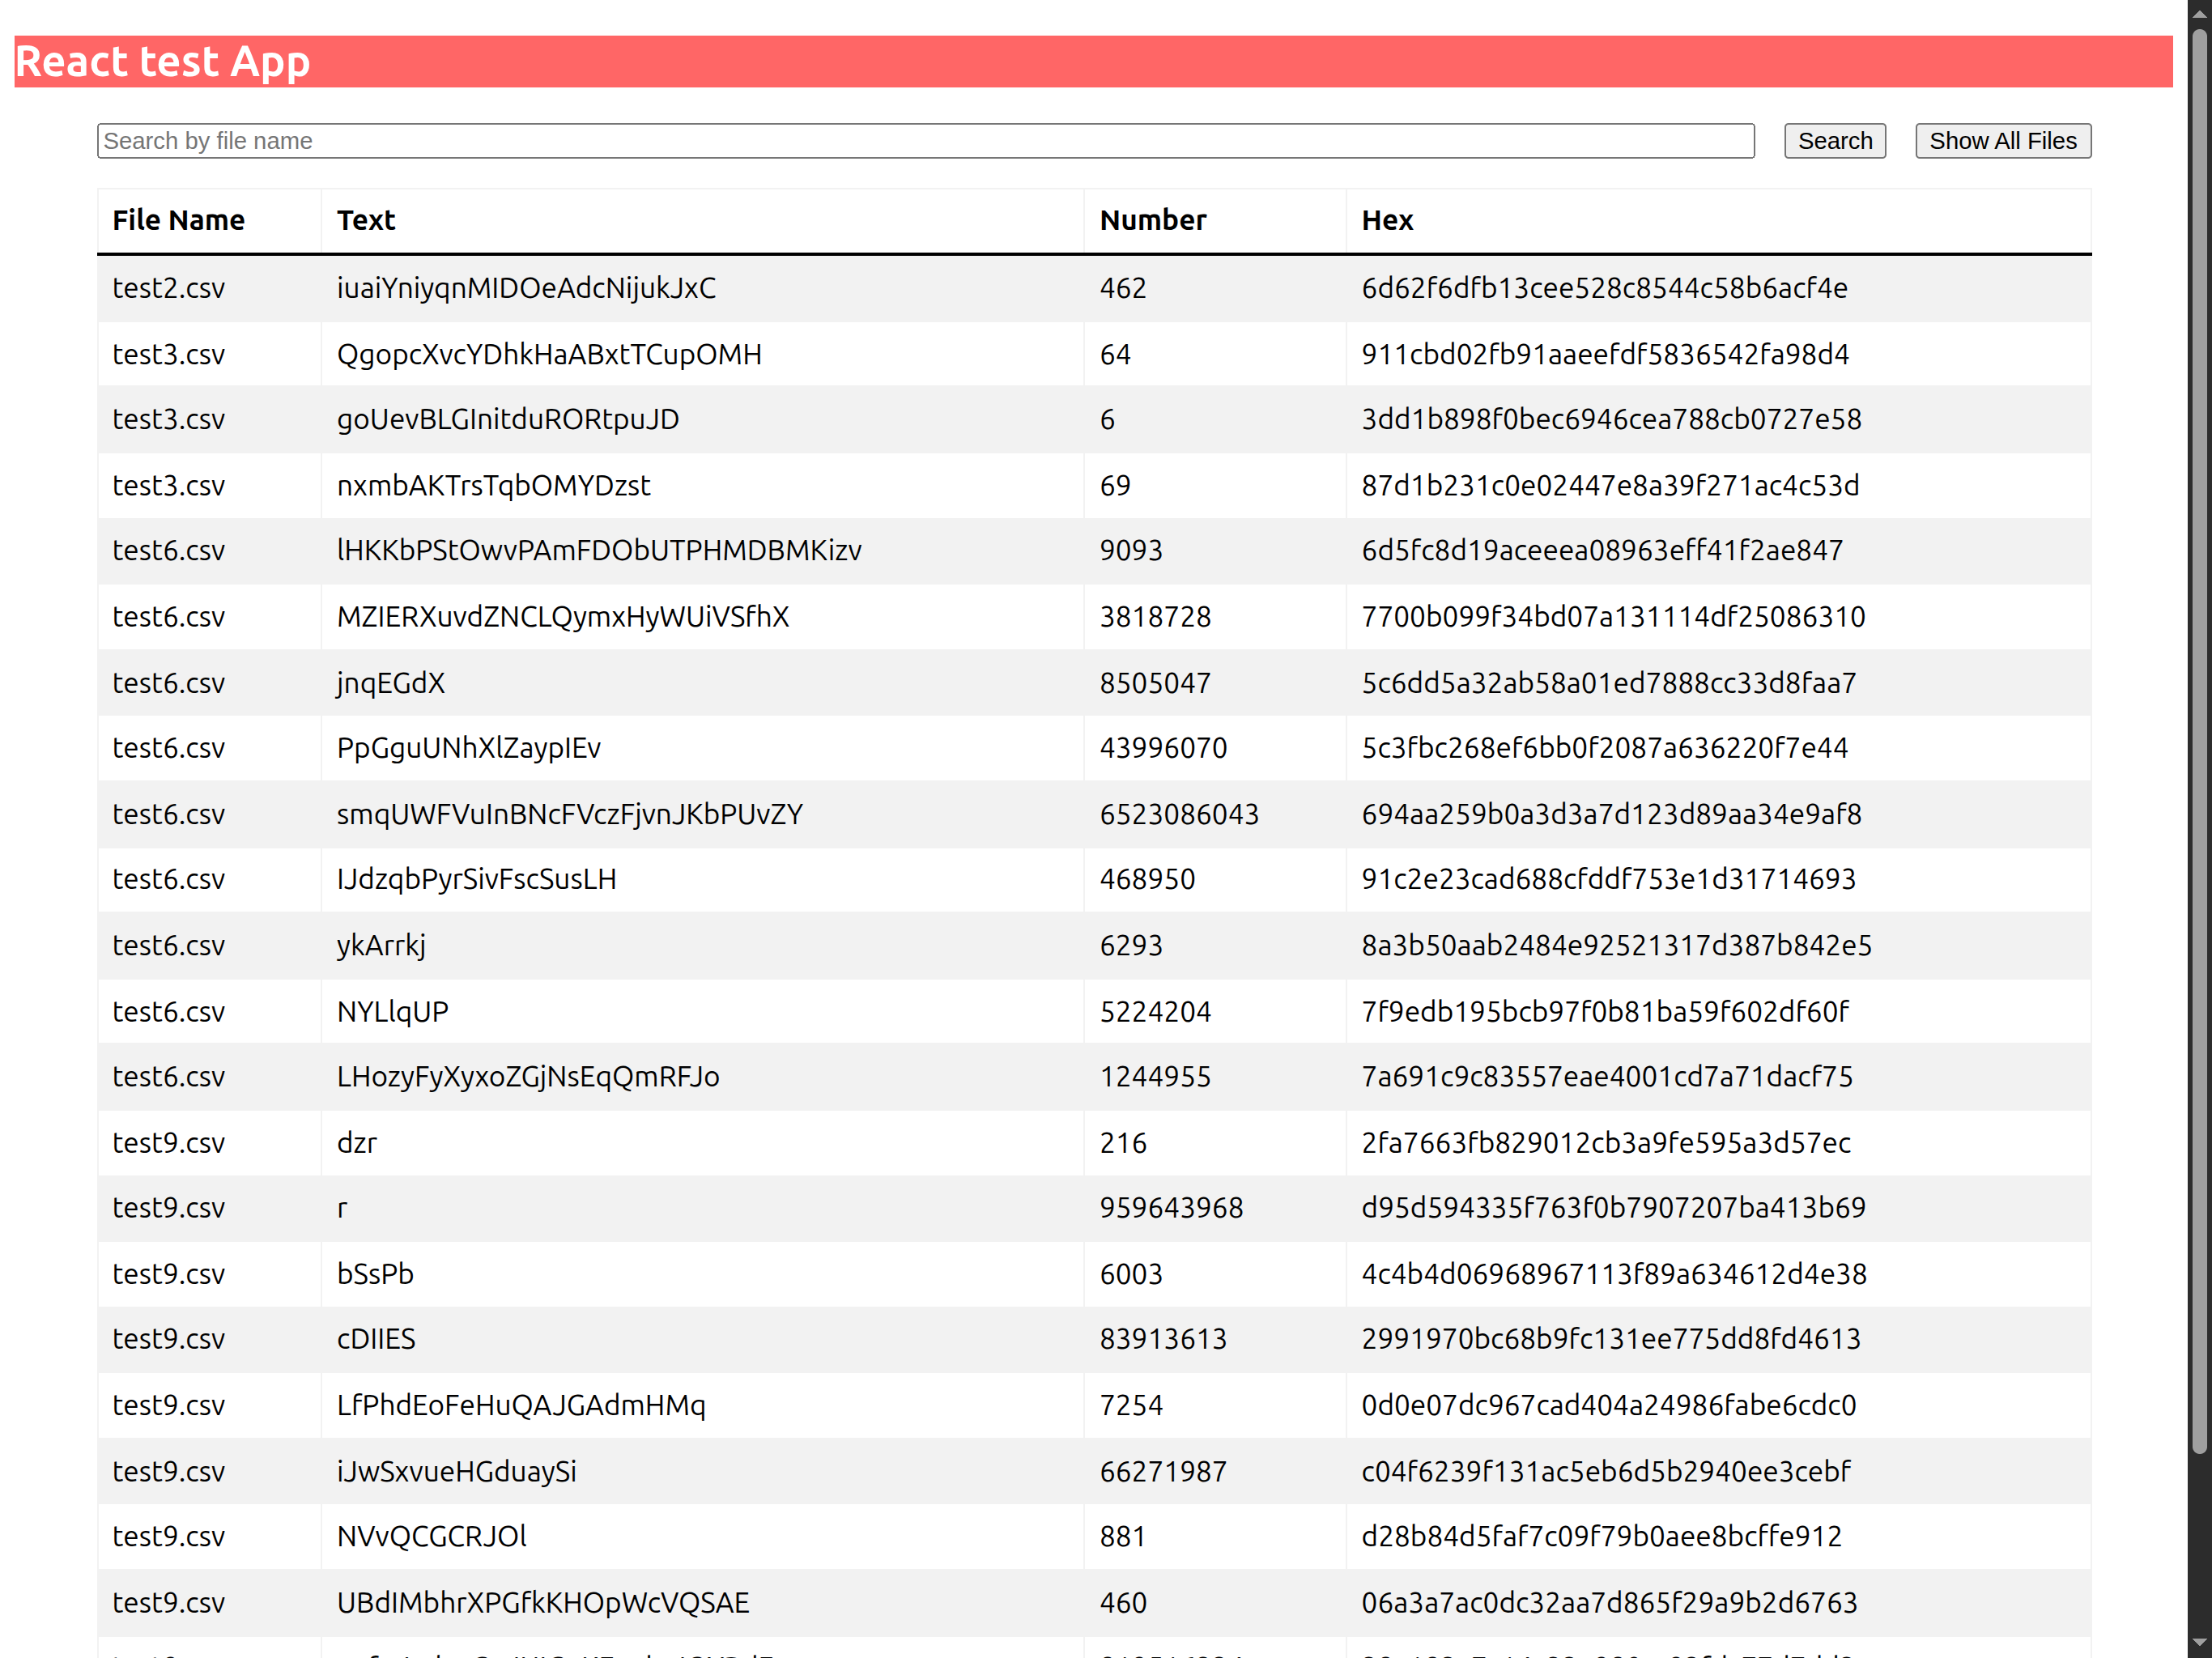 React test App
Search by file name Search Show All Files
File Name Text Number Hex
test2.csv iuaiYniyqnMIDOeAdcNijukJxC 462 6d62f6dfb13cee528c8544c58b6acf4e
test3.csv QgopcXvcYDhkHaABxtTCupOMH 64 911cbd02fb91aaeefdf5836542fa98d4
test3.csv goUevBLGInitduRORtpuJD 6 3dd1b898f0bec6946cea788cb0727e58
test3.csv nxmbAKTrsTqbOMYDzst 69 87d1b231c0e02447e8a39f271ac4c53d
test6.csv lHKKbPStOwvPAmFDObUTPHMDBMKizv 9093 6d5fc8d19aceeea08963eff41f2ae847
test6.csv MZIERXuvdZNCLQymxHyWUiVSfhX 3818728 7700b099f34bd07a131114df25086310
test6.csv jnqEGdX 8505047 5c6dd5a32ab58a01ed7888cc33d8faa7
test6.csv PpGguUNhXlZaypIEv 43996070 5c3fbc268ef6bb0f2087a636220f7e44
test6.csv smqUWFVuInBNcFVczFjvnJKbPUvZY 6523086043 694aa259b0a3d3a7d123d89aa34e9af8
test6.csv IJdzqbPyrSivFscSusLH 468950 91c2e23cad688cfddf753e1d31714693
test6.csv ykArrkj 6293 8a3b50aab2484e92521317d387b842e5
test6.csv NYLlqUP 5224204 7f9edb195bcb97f0b81ba59f602df60f
test6.csv LHozyFyXyxoZGjNsEqQmRFJo 1244955 7a691c9c83557eae4001cd7a71dacf75
test9.csv dzr 216 2fa7663fb829012cb3a9fe595a3d57ec
test9.csv r 959643968 d95d594335f763f0b7907207ba413b69
test9.csv bSsPb 6003 4c4b4d06968967113f89a634612d4e38
test9.csv cDIIES 83913613 2991970bc68b9fc131ee775dd8fd4613
test9.csv LfPhdEoFeHuQAJGAdmHMq 7254 0d0e07dc967cad404a24986fabe6cdc0
test9.csv iJwSxvueHGduaySi 66271987 c04f6239f131ac5eb6d5b2940ee3cebf
test9.csv NVvQCGCRJOl 881 d28b84d5faf7c09f79b0aee8bcffe912
test9.csv UBdIMbhrXPGfkKHOpWcVQSAE 460 06a3a7ac0dc32aa7d865f29a9b2d6763